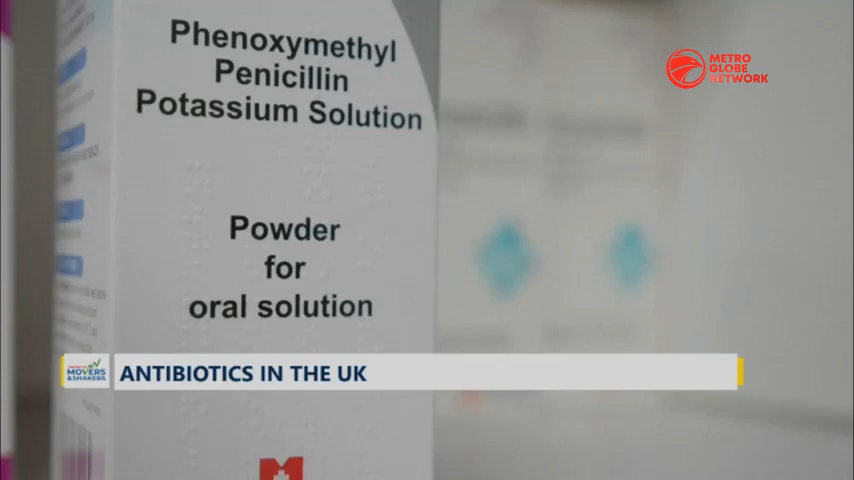 Phenoxymethyl
Penicillin
Potassium Solution
METRO
GLOBE
NETWORK
Powder
for
oral solution
MOVERS
&SHAKERS
ANTIBIOTICS IN THE UK